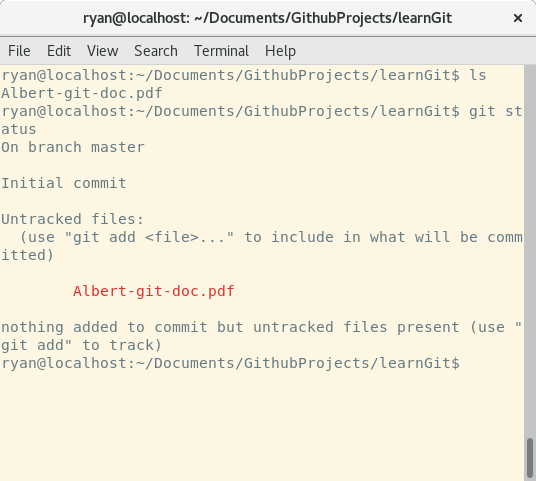 ryan@localhost: ~/Documents/GithubProjects/learnGit ×
File Edit View Search Terminal Help
ryan@localhost:~/Documents/GithubProjects/learnGit$ ls
Albert-git-doc.pdf
ryan@localhost:~/Documents/GithubProjects/learnGit$ git st
atus
On branch master
Initial commit
Untracked files:
(use "git add <file>..." to include in what will be comm
itted)
Albert-git-doc.pdf
nothing added to commit but untracked files present (use "
git add" to track)
ryan@localhost:~/Documents/GithubProjects/learnGit$